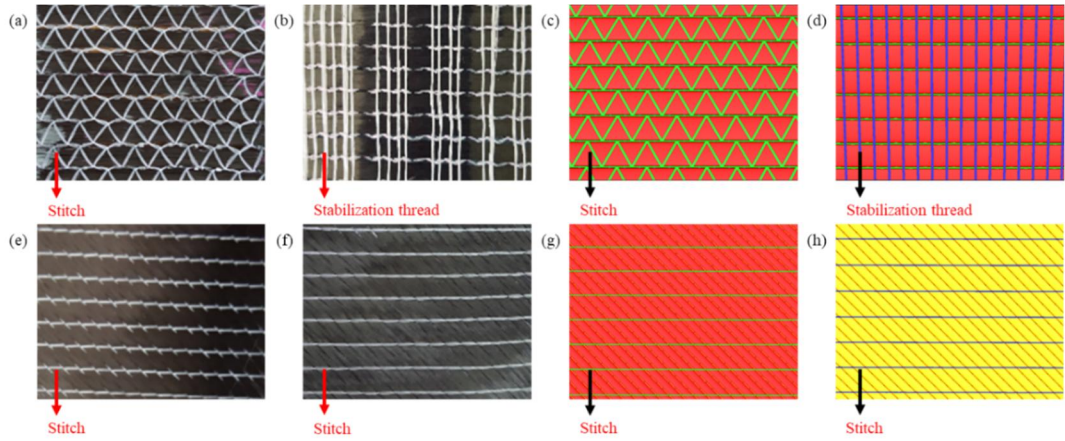 (a) (b) (c) (d)
Stitch Stabilization thread Stitch Stabilization thread
(e) (f) (g) (h)
Stitch Stitch Stitch Stitch